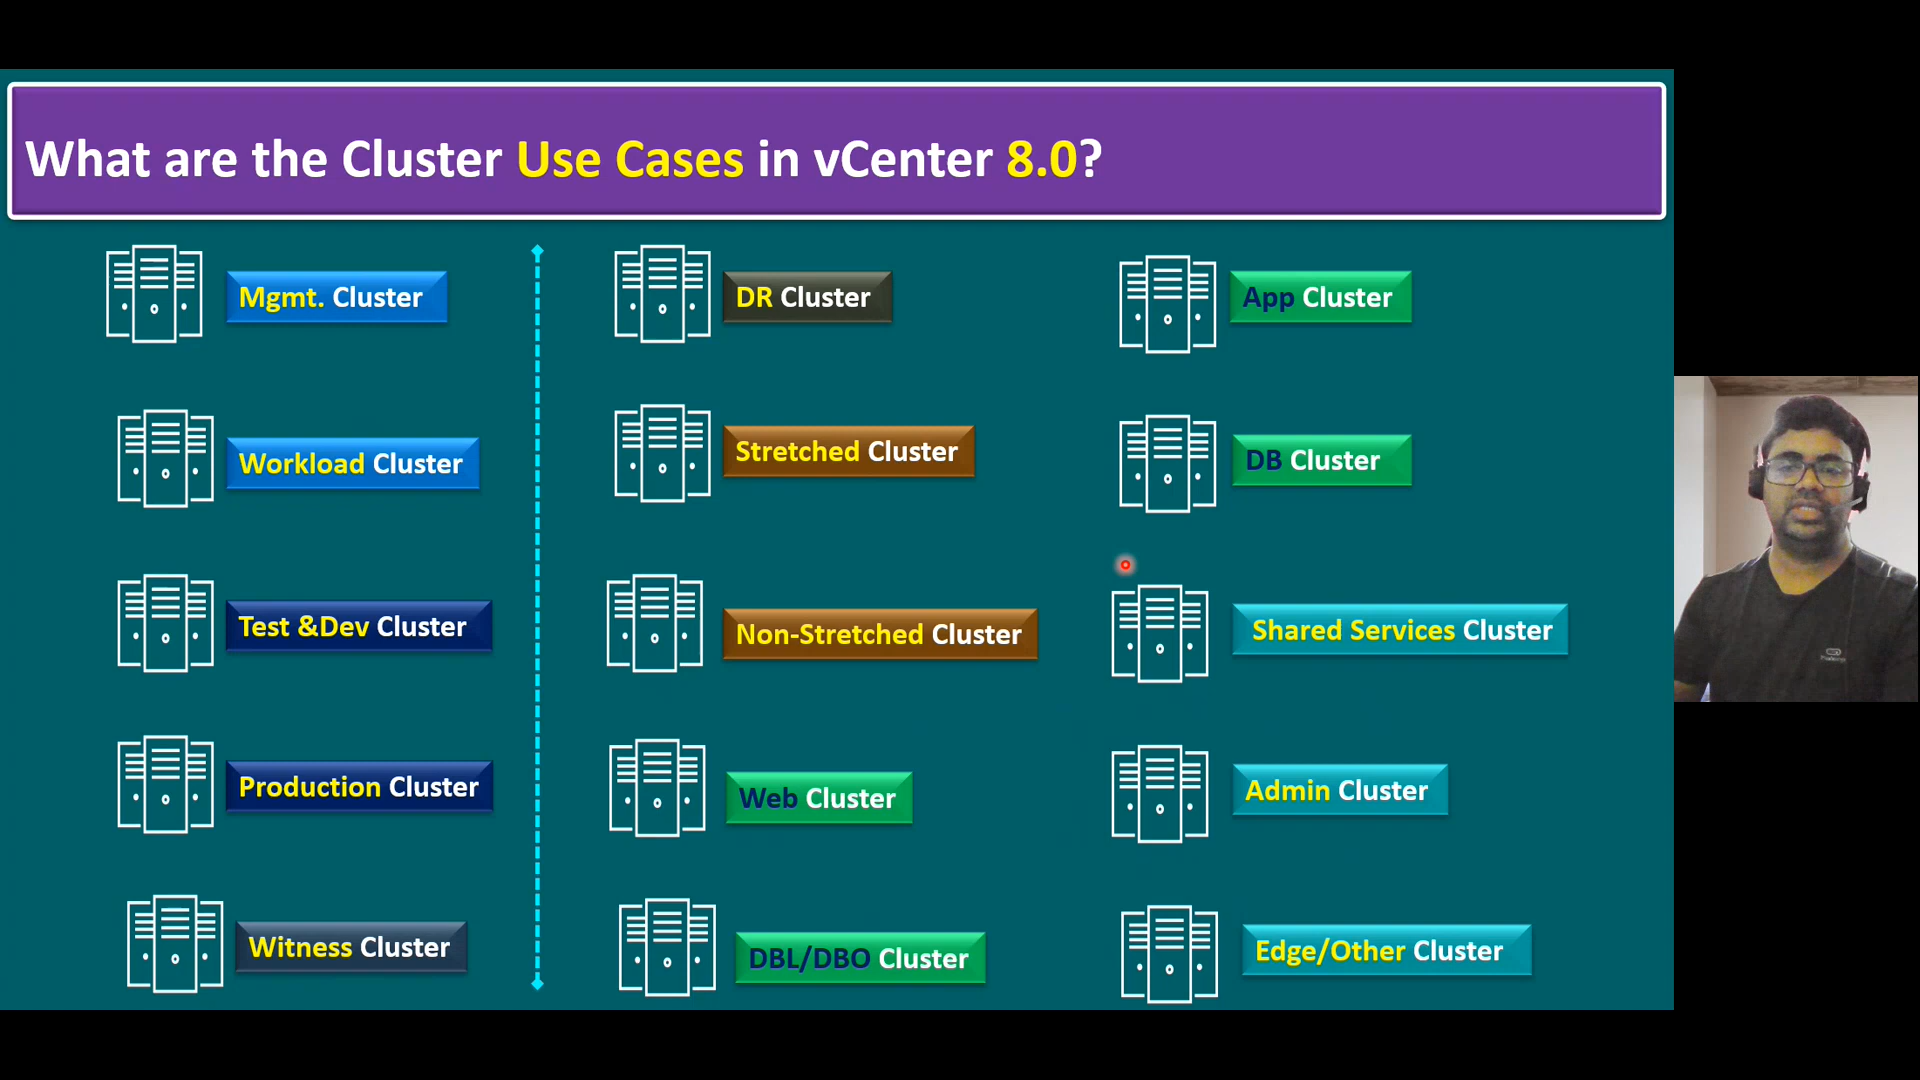 What are the Cluster Use Cases in vCenter 8.0?
Mgmt. Cluster
Workload Cluster
Test &Dev Cluster
Production Cluster
Witness Cluster
DR Cluster
Stretched Cluster
Non-Stretched Cluster
Web Cluster
DBL/DBO Cluster
App Cluster
DB Cluster
Shared Services Cluster
Admin Cluster
Edge/Other Cluster